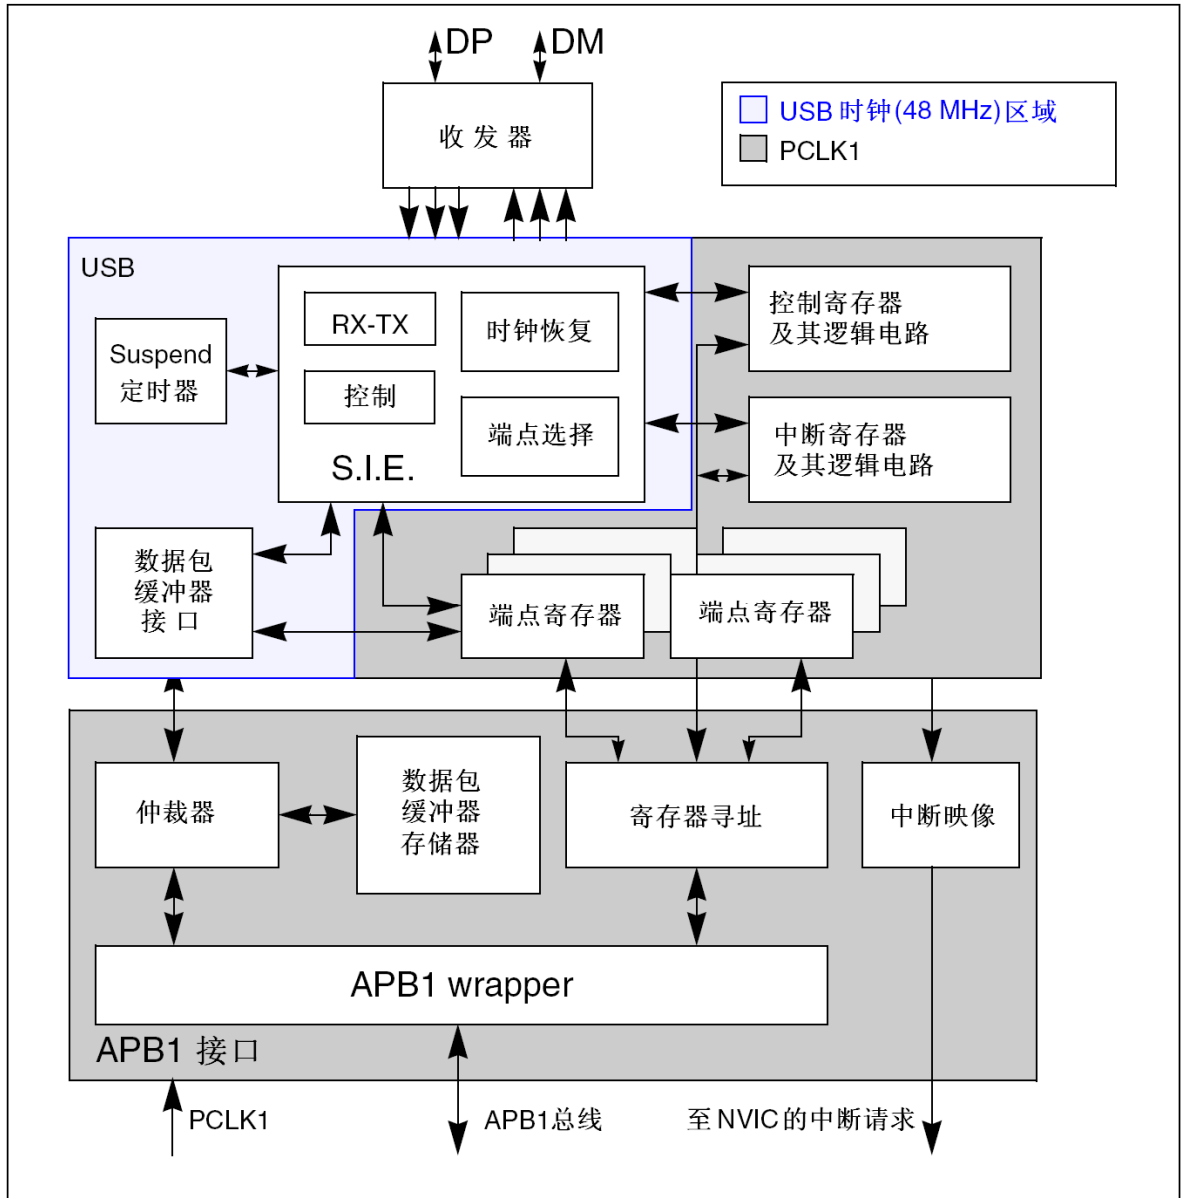 DP
DM
收发器
USB 时钟(48 MHz)区域
PCLK1
USB
Suspend
定时器
RX-TX
控制
时钟恢复
端点选择
S.I.E.
控制寄存器
及其逻辑电路
中断寄存器
及其逻辑电路
数据包
缓冲器
接口
端点寄存器
端点寄存器
仲裁器
数据包
缓冲器
存储器
寄存器寻址
中断映像
APB1 wrapper
APB1 接口
PCLK1
APB1总线
至NVIC的中断请求